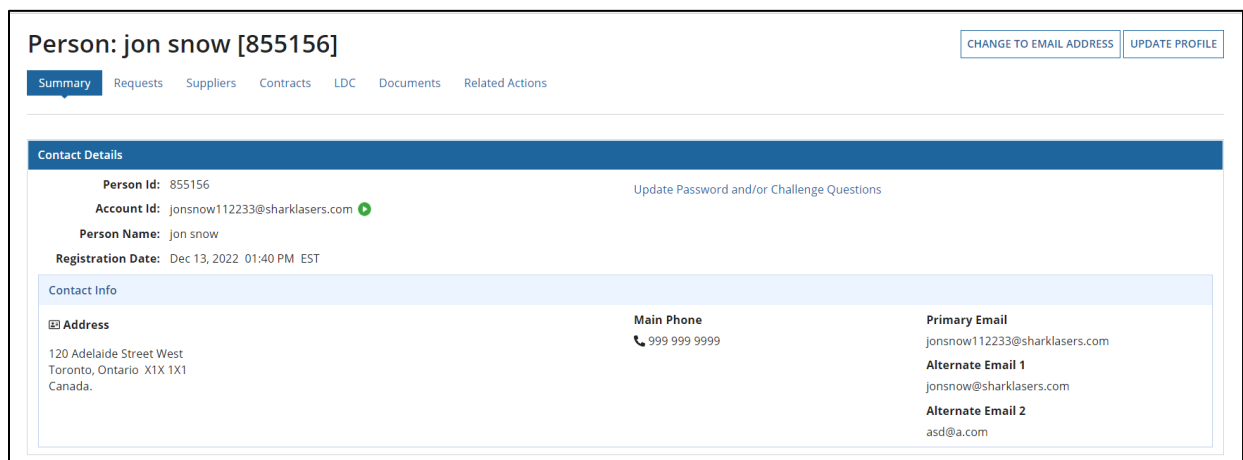 Person: jon snow [855156]
CHANGE TO EMAIL ADDRESS
UPDATE PROFILE
Summary Requests Suppliers Contracts LDC Documents Related Actions
Contact Details
Person Id: 855156
Update Password and/or Challenge Questions
Account Id: jonsnow112233@sharklasers.com
Person Name: jon snow
Registration Date: Dec 13, 2022 01:40 PM EST
Contact Info
Address
120 Adelaide Street West
Toronto, Ontario X1X 1X1
Canada.
Main Phone
999 999 9999
Primary Email
jonsnow112233@sharklasers.com
Alternate Email 1
jonsnow@sharklasers.com
Alternate Email 2
asd@a.com